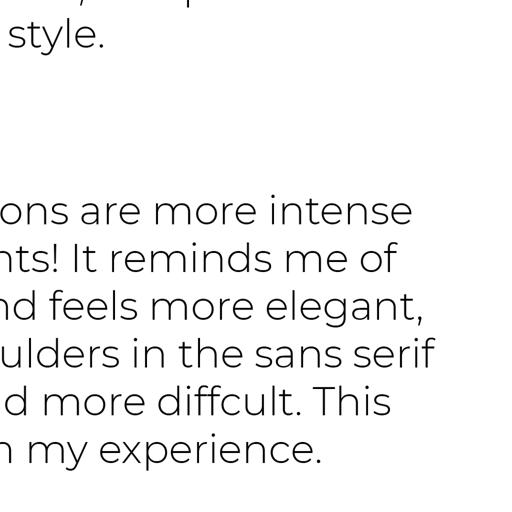 style.
ons are more intense
nts! It reminds me of
nd feels more elegant,
ulders in the sans serif
d more diffcult. This
n my experience.